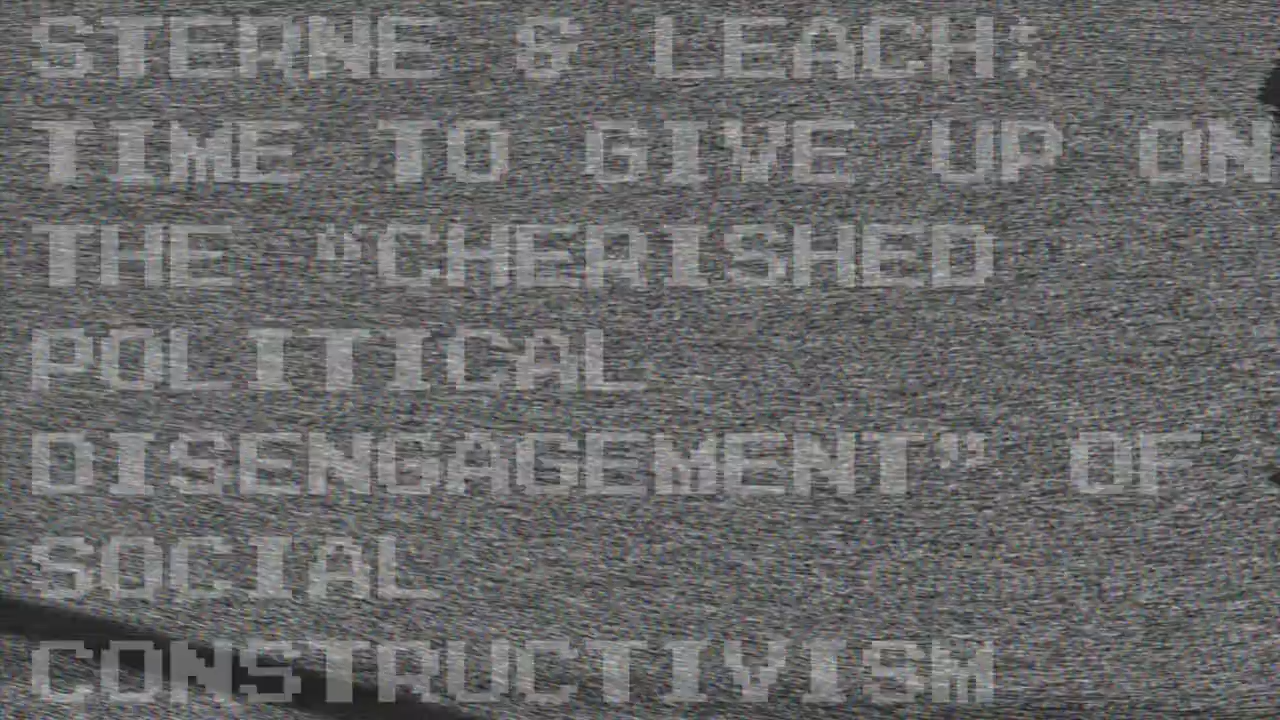 STERNE & LEACH:
TIME TO GIVE UP ON
THE "CHERISHED
POLITICAL
DISENGAGEMENT" OF
SOCIAL
CONSTRUCTIVISM